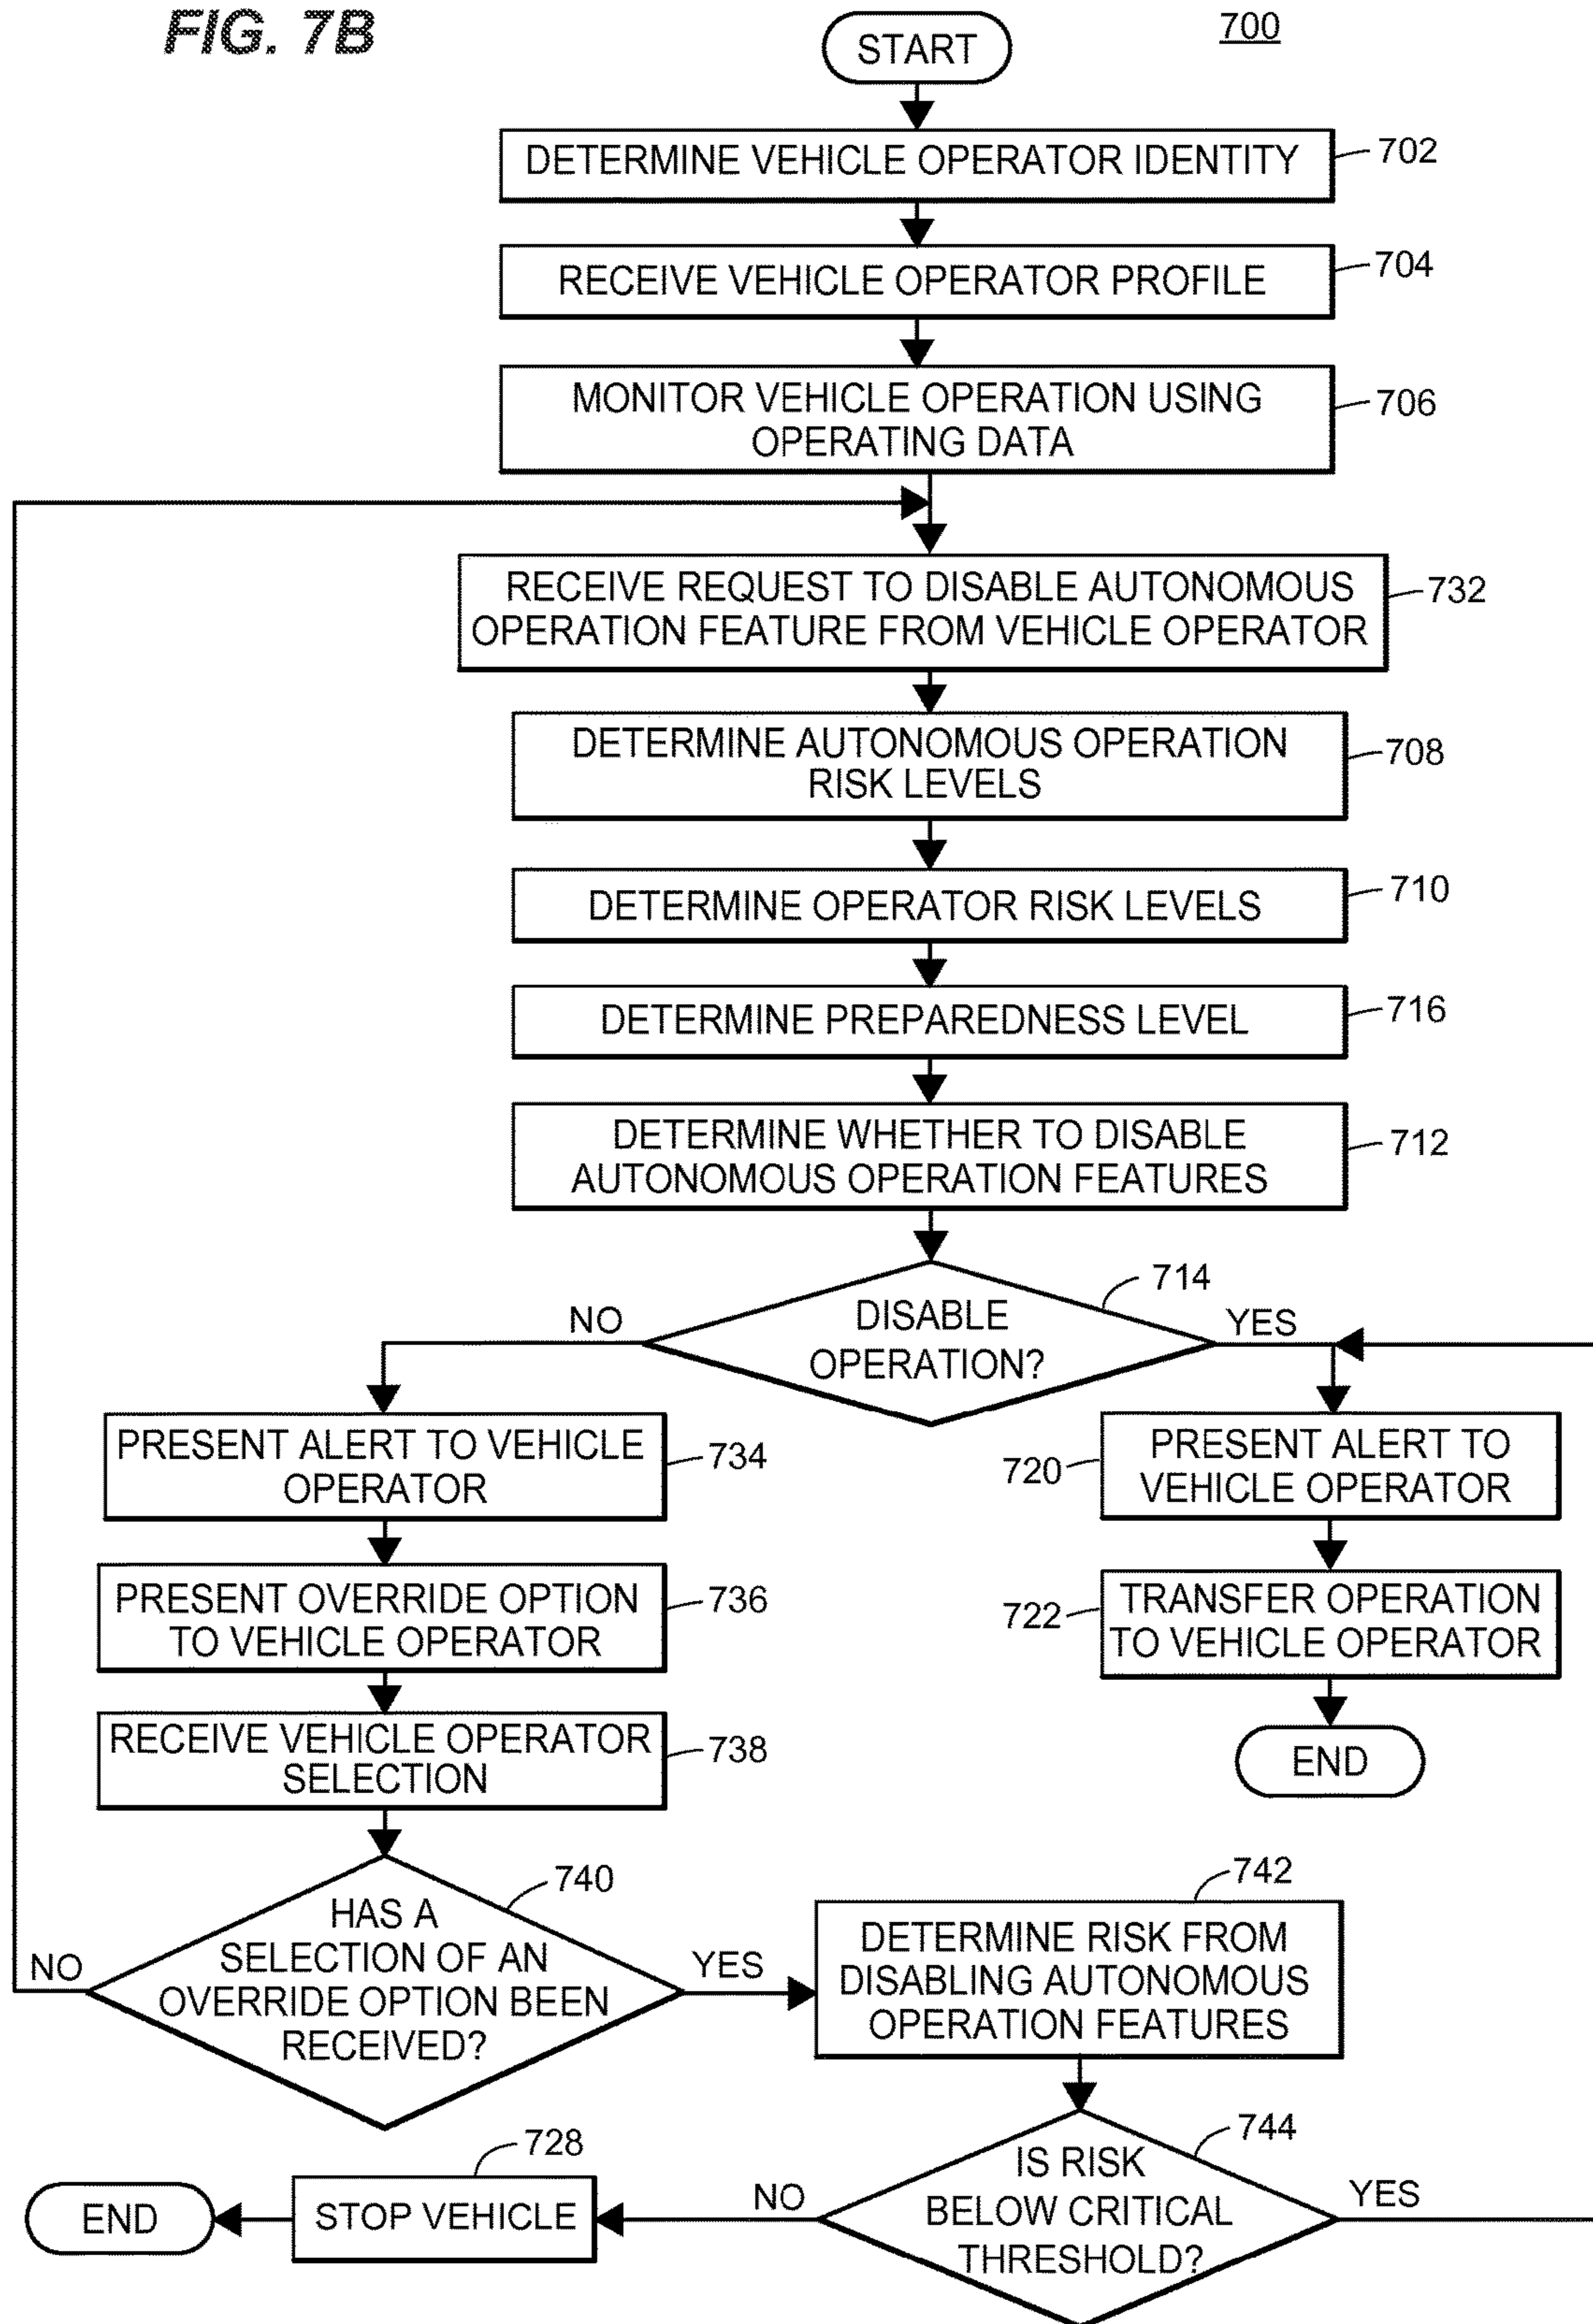 FIG. 7B
700
START
DETERMINE VEHICLE OPERATOR IDENTITY
702
RECEIVE VEHICLE OPERATOR PROFILE
704
MONITOR VEHICLE OPERATION USING
OPERATING DATA
706
RECEIVE REQUEST TO DISABLE AUTONOMOUS
OPERATION FEATURE FROM VEHICLE OPERATOR
732
DETERMINE AUTONOMOUS OPERATION
RISK LEVELS
708
DETERMINE OPERATOR RISK LEVELS
710
DETERMINE PREPAREDNESS LEVEL
716
DETERMINE WHETHER TO DISABLE
AUTONOMOUS OPERATION FEATURES
712
DISABLE
OPERATION?
714
NO
YES
PRESENT ALERT TO VEHICLE
OPERATOR
734
720
PRESENT ALERT TO
VEHICLE OPERATOR
PRESENT OVERRIDE OPTION
TO VEHICLE OPERATOR
736
722
TRANSFER OPERATION
TO VEHICLE OPERATOR
RECEIVE VEHICLE OPERATOR
SELECTION
738
END
HAS A
SELECTION OF AN
OVERRIDE OPTION BEEN
RECEIVED?
740
NO
YES
742
DETERMINE RISK FROM
DISABLING AUTONOMOUS
OPERATION FEATURES
744
IS RISK
BELOW CRITICAL
THRESHOLD?
NO
YES
728
STOP VEHICLE
END